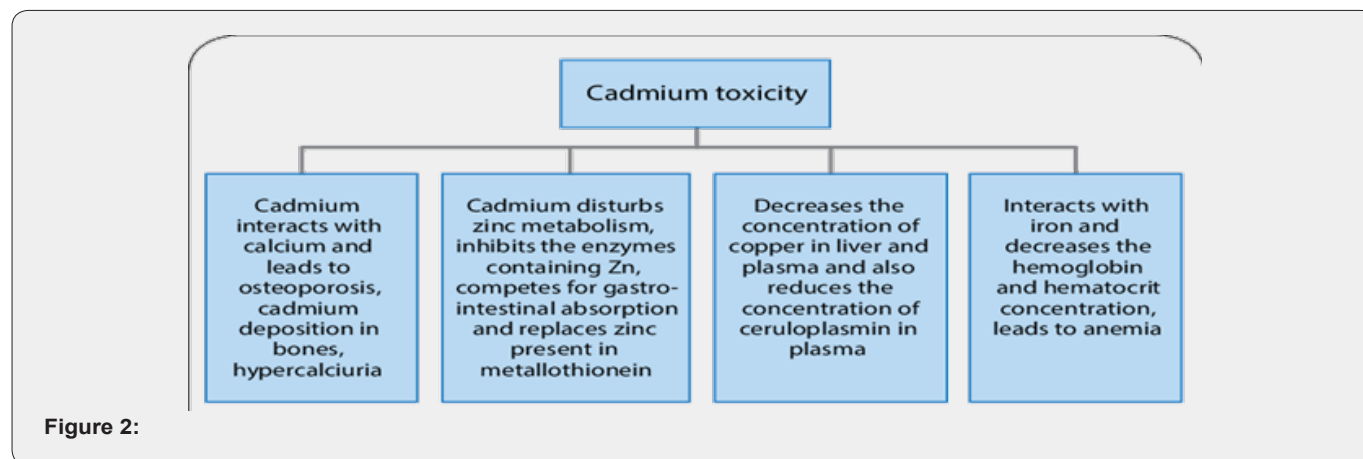 Cadmium toxicity
Cadmium
interacts with
calcium and
leads to
osteoporosis,
cadmium
deposition in
bones,
hypercalciuria
Cadmium disturbs
zinc metabolism,
inhibits the enzymes
containing Zn,
competes for gastro-
intestinal absorption
and replaces zinc
present in
metallothionein
Decreases the
concentration of
copper in liver and
plasma and also
reduces the
concentration of
ceruloplasmin in
plasma
Interacts with
iron and
decreases the
hemoglobin
and hematocrit
concentration,
leads to anemia
Figure 2: